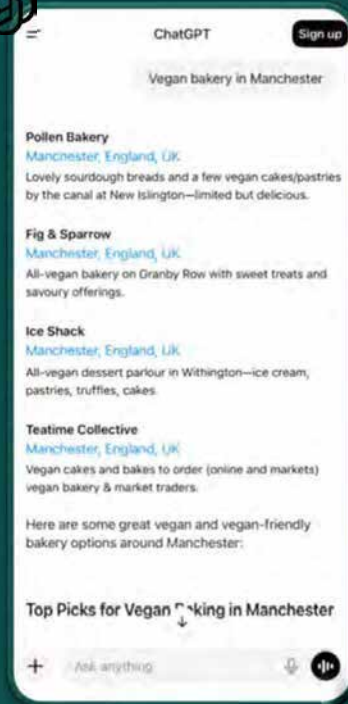 ChatGPT
Sign up
Vegan bakery in Manchester
Pollen Bakery
Manchester, England, UK
Lovely sourdough breads and a few vegan cakes/pastries
by the canal at New Islington—limited but delicious.
Fig & Sparrow
Manchester, England, UK
All-vegan bakery on Granby Row with sweet treats and
savoury offerings.
Ice Shack
Manchester, England, UK
All-vegan dessert parlour in Withington—ice cream,
pastries, truffles, cakes.
Teatime Collective
Manchester, England, UK
Vegan cakes and bakes to order (online and markets)
vegan bakery & market traders.
Here are some great vegan and vegan-friendly
bakery options around Manchester:
Top Picks for Vegan king in Manchester
Ask anything